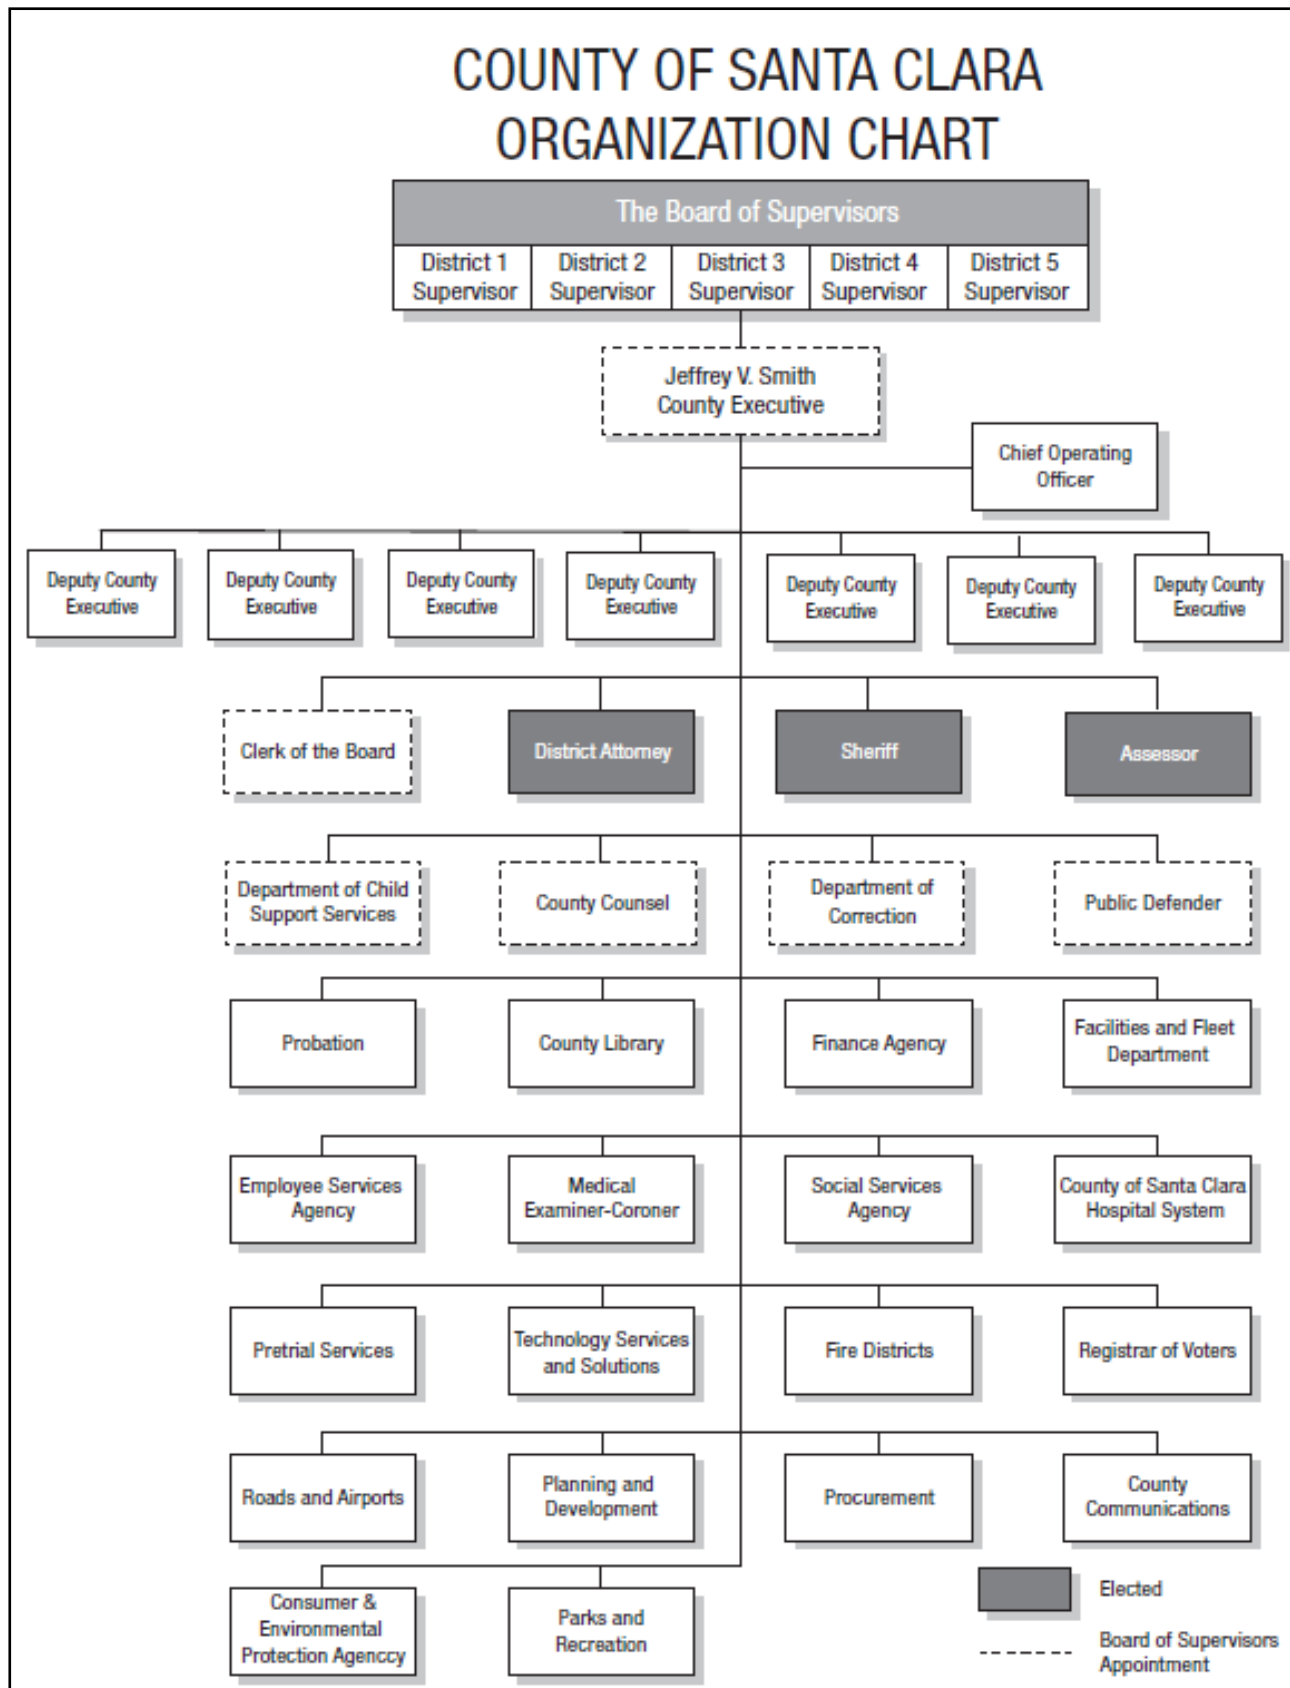 COUNTY OF SANTA CLARA
ORGANIZATION CHART
The Board of Supervisors
District 1
Supervisor
District 2
Supervisor
District 3
Supervisor
District 4
Supervisor
District 5
Supervisor
Jeffrey V. Smith
County Executive
Chief Operating
Officer
Deputy County
Executive
Deputy County
Executive
Deputy County
Executive
Deputy County
Executive
Deputy County
Executive
Deputy County
Executive
Deputy County
Executive
Clerk of the Board
District Attorney
Sheriff
Assessor
Department of Child
Support Services
County Counsel
Department of
Correction
Public Defender
Probation
County Library
Finance Agency
Facilities and Fleet
Department
Employee Services
Agency
Medical
Examiner-Coroner
Social Services
Agency
County of Santa Clara
Hospital System
Pretrial Services
Technology Services
and Solutions
Fire Districts
Registrar of Voters
Roads and Airports
Planning and
Development
Procurement
County
Communications
Consumer &
Environmental
Protection Agenccy
Parks and
Recreation
Elected
Board of Supervisors
Appointment